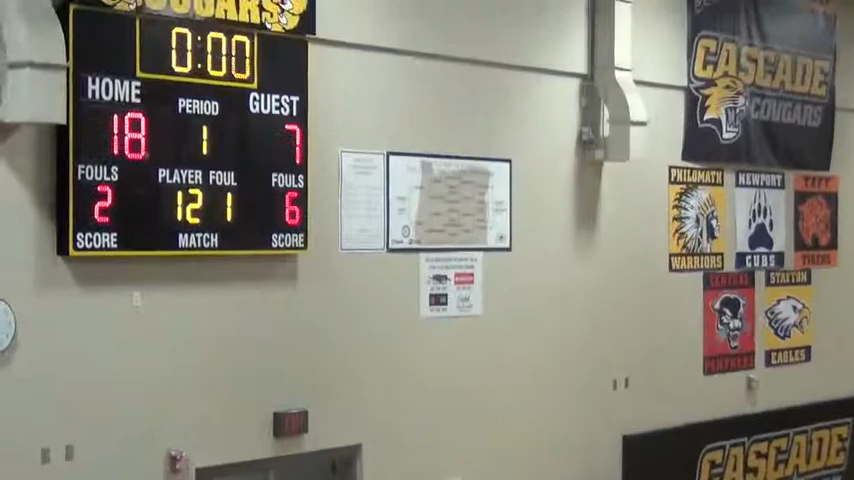 COUGARS
0:00
HOME
PERIOD
GUEST
18
1
7
FOULS
PLAYER FOUL
FOULS
2
12 1
6
SCORE
MATCH
SCORE
CASCADE
COUGARS
PHILOMATH
WARRIORS
NEWPORT
CUBS
TAFT
TIGERS
CENTRAL
PANTHERS
STAYTON
EAGLES
CASCADE